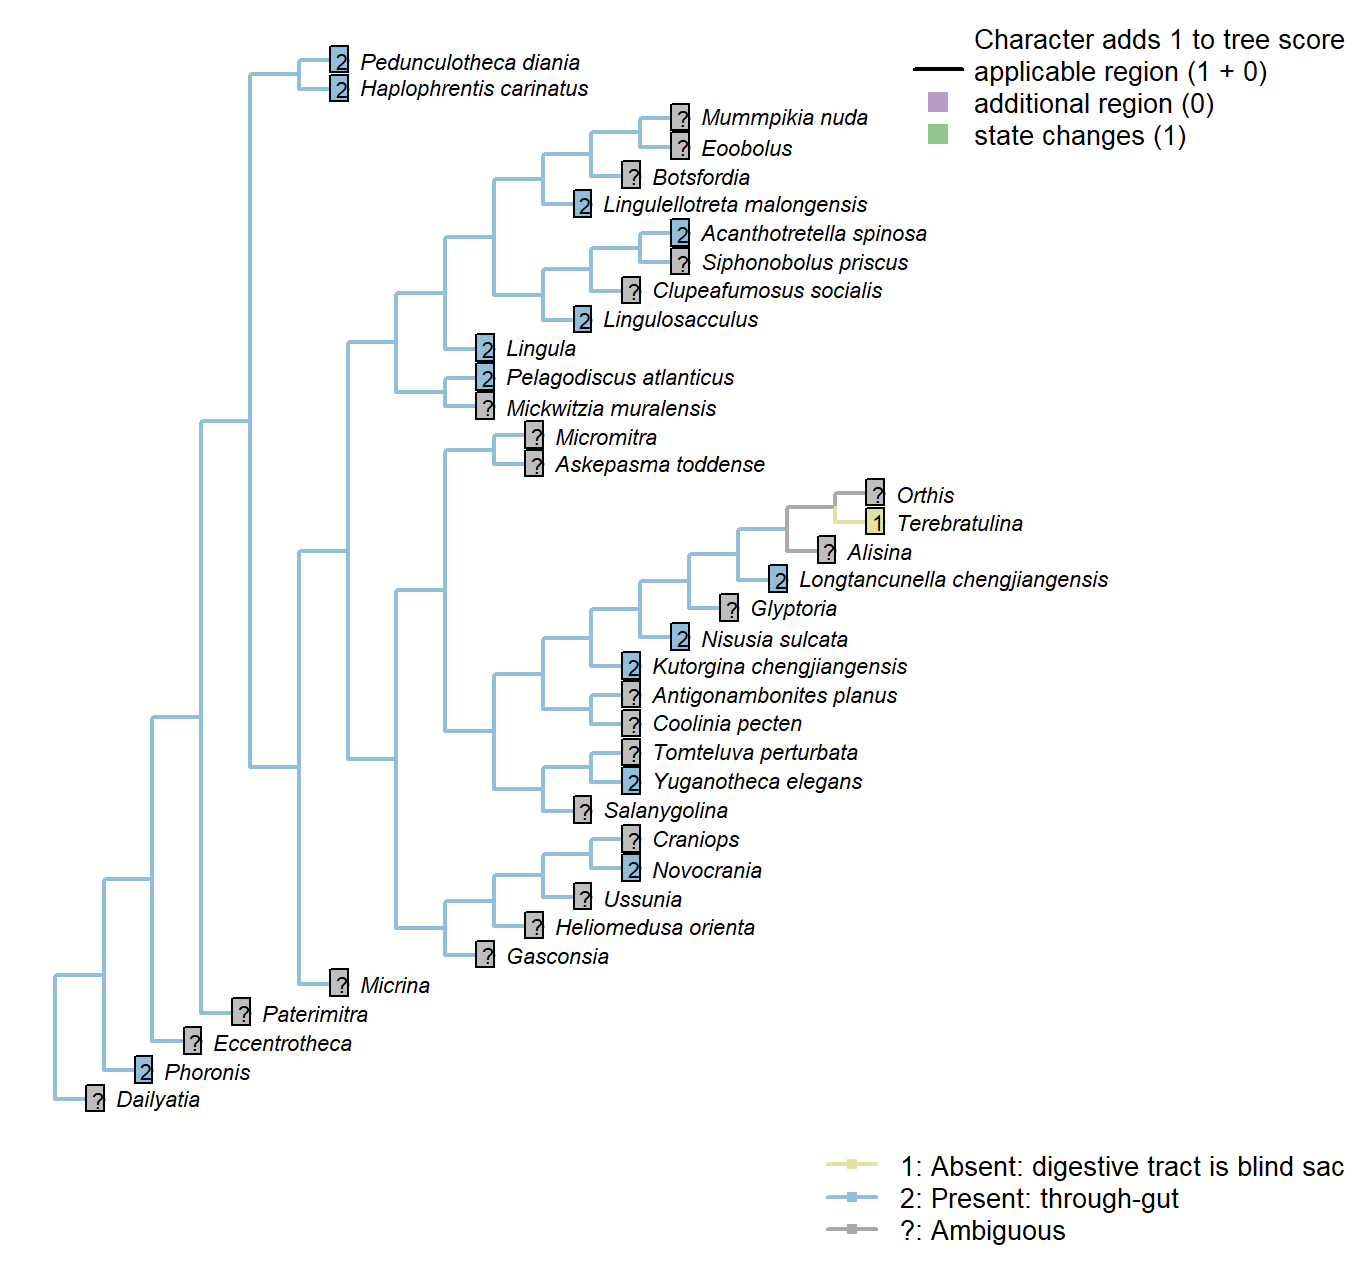 Character adds 1 to tree score
applicable region (1 + 0)
additional region (0)
state changes (1)
2 Pedunculotheca diania
2 Haplophrentis carinatus
? Mummpikia nuda
? Eoobolus
? Botsfordia
2 Lingulellotreta malongensis
2 Acanthotretella spinosa
? Siphonobolus priscus
? Clupeafumosus socialis
2 Lingulosacculus
2 Lingula
2 Pelagodiscus atlanticus
? Mickwitzia muralensis
? Micromitra
? Askepasma toddense
? Orthis
1 Terebratulina
? Alisina
2 Longtancunella chengjiangensis
? Glyptoria
2 Nisusia sulcata
2 Kutorgina chengjiangensis
? Antigonambonites planus
? Coolinia pecten
? Tomteluva perturbata
2 Yuganotheca elegans
? Salanygolina
? Craniops
2 Novocrania
? Ussunia
? Heliomedusa orienta
? Gasconsia
? Micrina
? Paterimitra
? Eccentrotheca
2 Phoronis
? Dailyatia
1: Absent: digestive tract is blind sac
2: Present: through-gut
?: Ambiguous